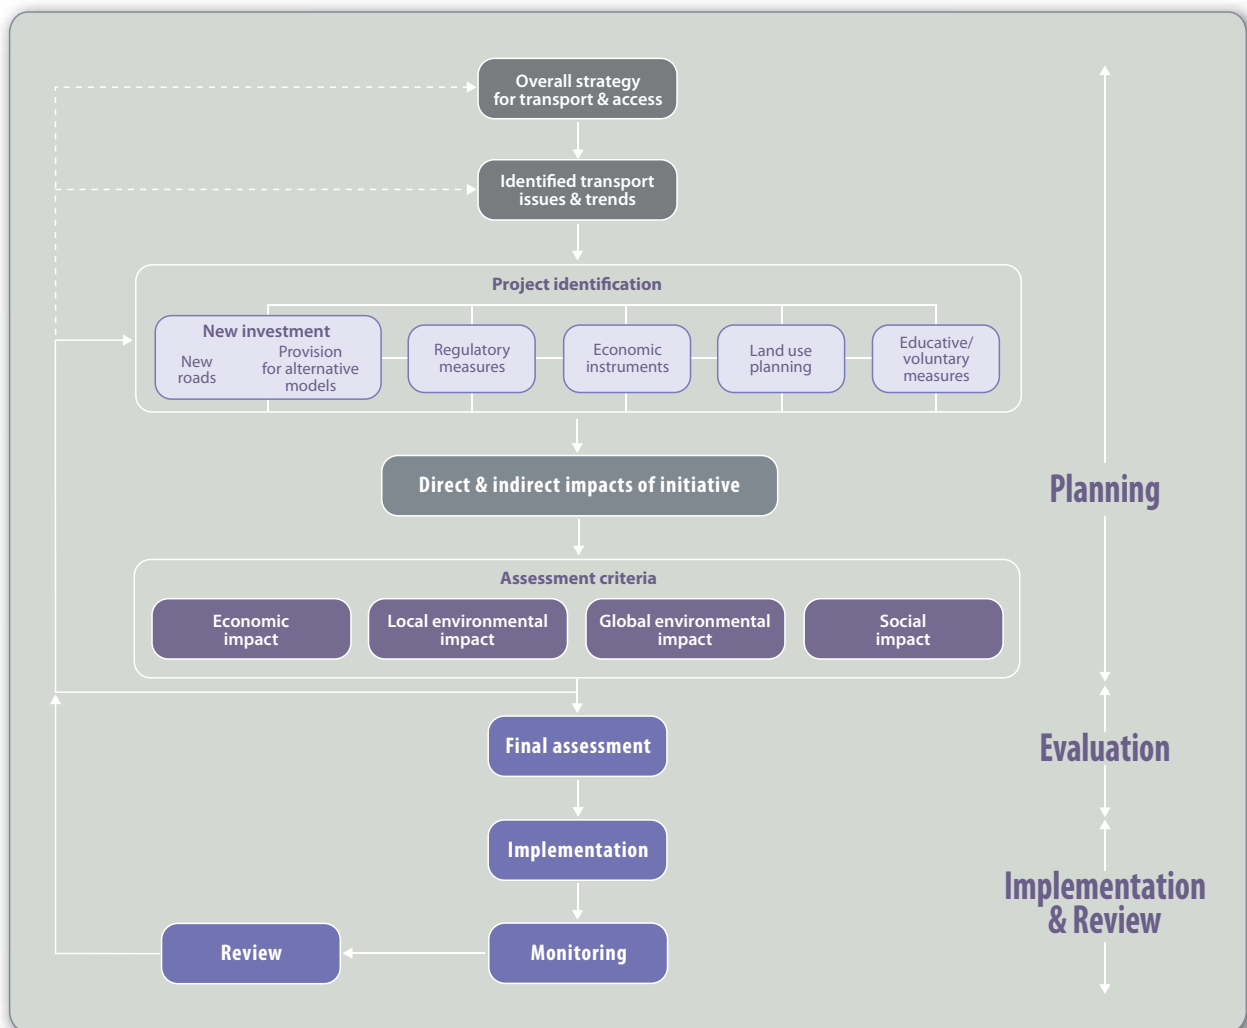 Overall strategy
for transport & access
Identified transport
issues & trends
Project identification
New investment
New
roads
Provision
for alternative
models
Regulatory
measures
Economic
instruments
Land use
planning
Educative/
voluntary
measures
Direct & indirect impacts of initiative
Planning
Assessment criteria
Economic
impact
Local environmental
impact
Global environmental
impact
Social
impact
Final assessment
Evaluation
Implementation
Implementation
& Review
Review
Monitoring